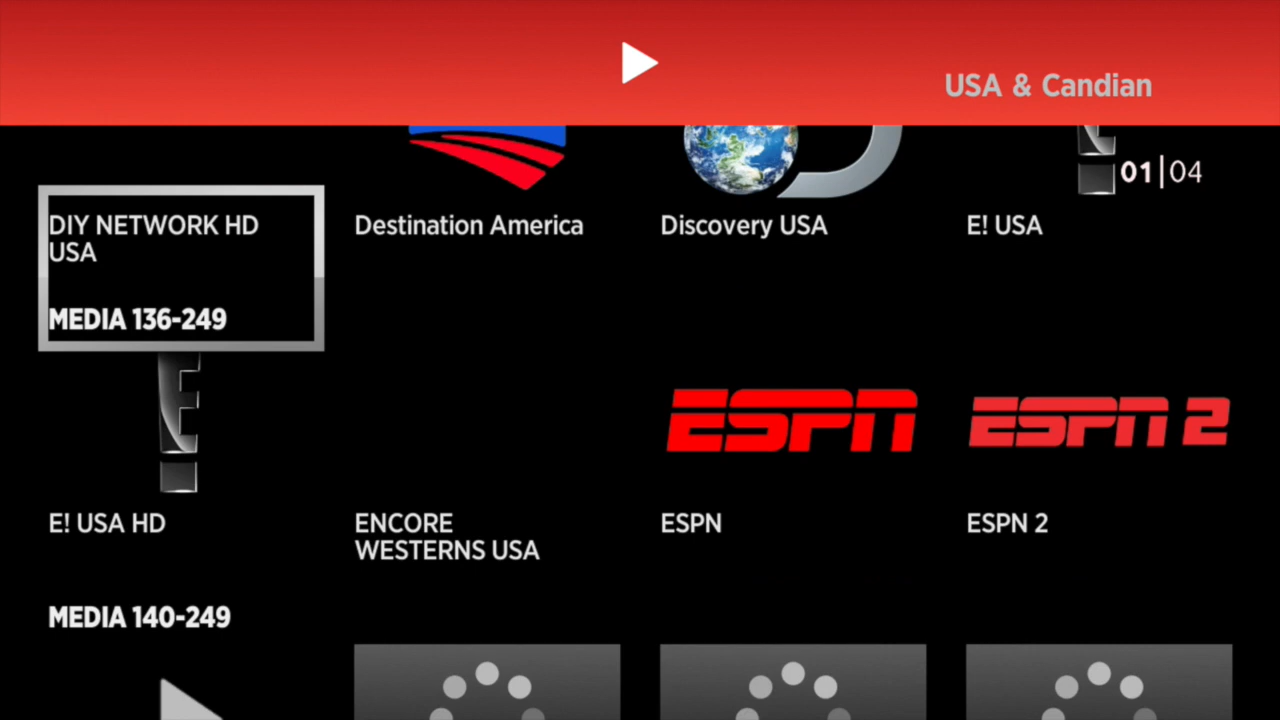 USA & Candian
01|04
DIY NETWORK HD
USA
Destination America
Discovery USA
E! USA
MEDIA 136-249
ESPN
ESPN 2
E! USA HD
ENCORE
WESTERNS USA
ESPN
ESPN 2
MEDIA 140-249